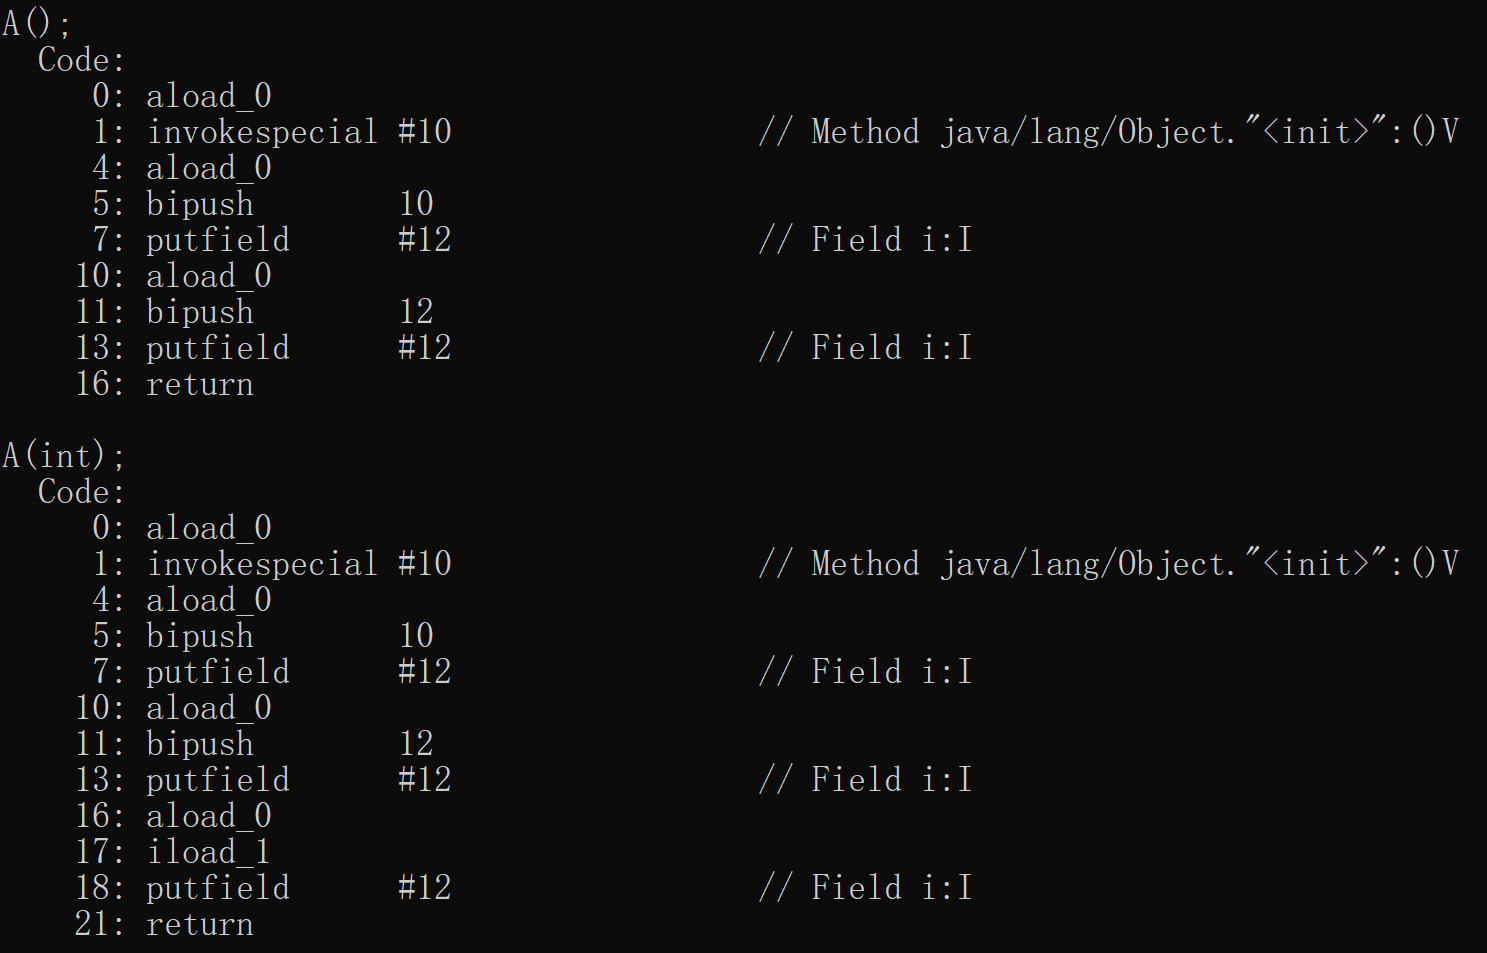 A();
  Code:
     0: aload_0
     1: invokespecial #10                 // Method java/lang/Object."<init>":()V
     4: aload_0
     5: bipush        10
     7: putfield      #12                 // Field i:I
    10: aload_0
    11: bipush        12
    13: putfield      #12                 // Field i:I
    16: return

A(int);
  Code:
     0: aload_0
     1: invokespecial #10                 // Method java/lang/Object."<init>":()V
     4: aload_0
     5: bipush        10
     7: putfield      #12                 // Field i:I
    10: aload_0
    11: bipush        12
    13: putfield      #12                 // Field i:I
    16: aload_0
    17: iload_1
    18: putfield      #12                 // Field i:I
    21: return